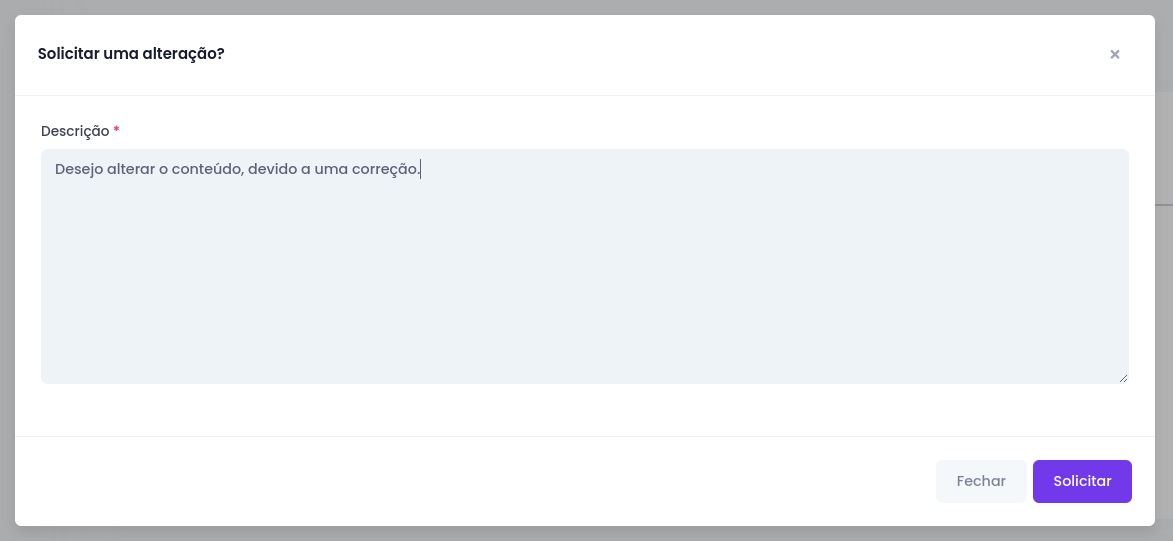 Solicitar uma alteração?
×
Descrição *
Desejo alterar o conteúdo, devido a uma correção.
Fechar
Solicitar